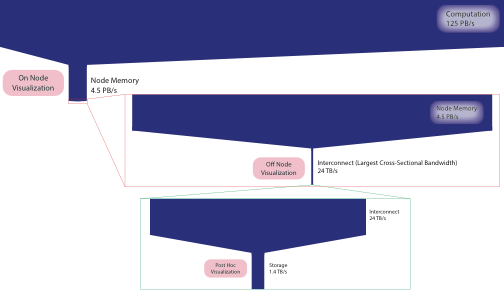 Computation
125 PB/s
On Node
Visualization
Node Memory
4.5 PB/s
Node Memory
4.5 PB/s
Off Node
Visualization
Interconnect (Largest Cross-Sectional Bandwidth)
24 TB/s
Interconnect
24 TB/s
Post Hoc
Visualization
Storage
1.4 TB/s